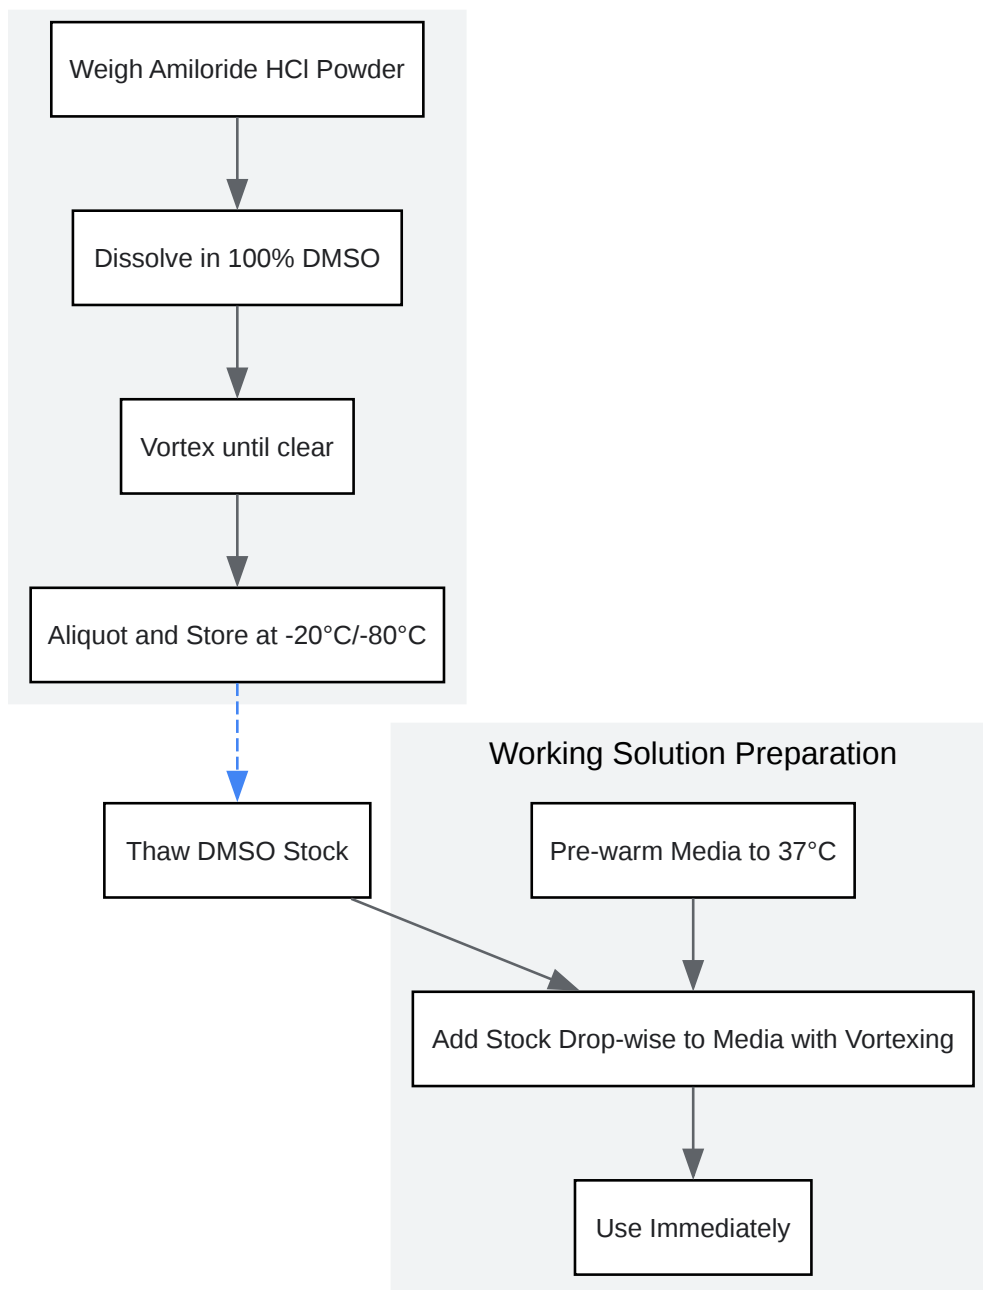 Weigh Amiloride HCl Powder
Dissolve in 100% DMSO
Vortex until clear
Aliquot and Store at -20°C/-80°C
Working Solution Preparation
Thaw DMSO Stock
Pre-warm Media to 37°C
Add Stock Drop-wise to Media with Vortexing
Use Immediately